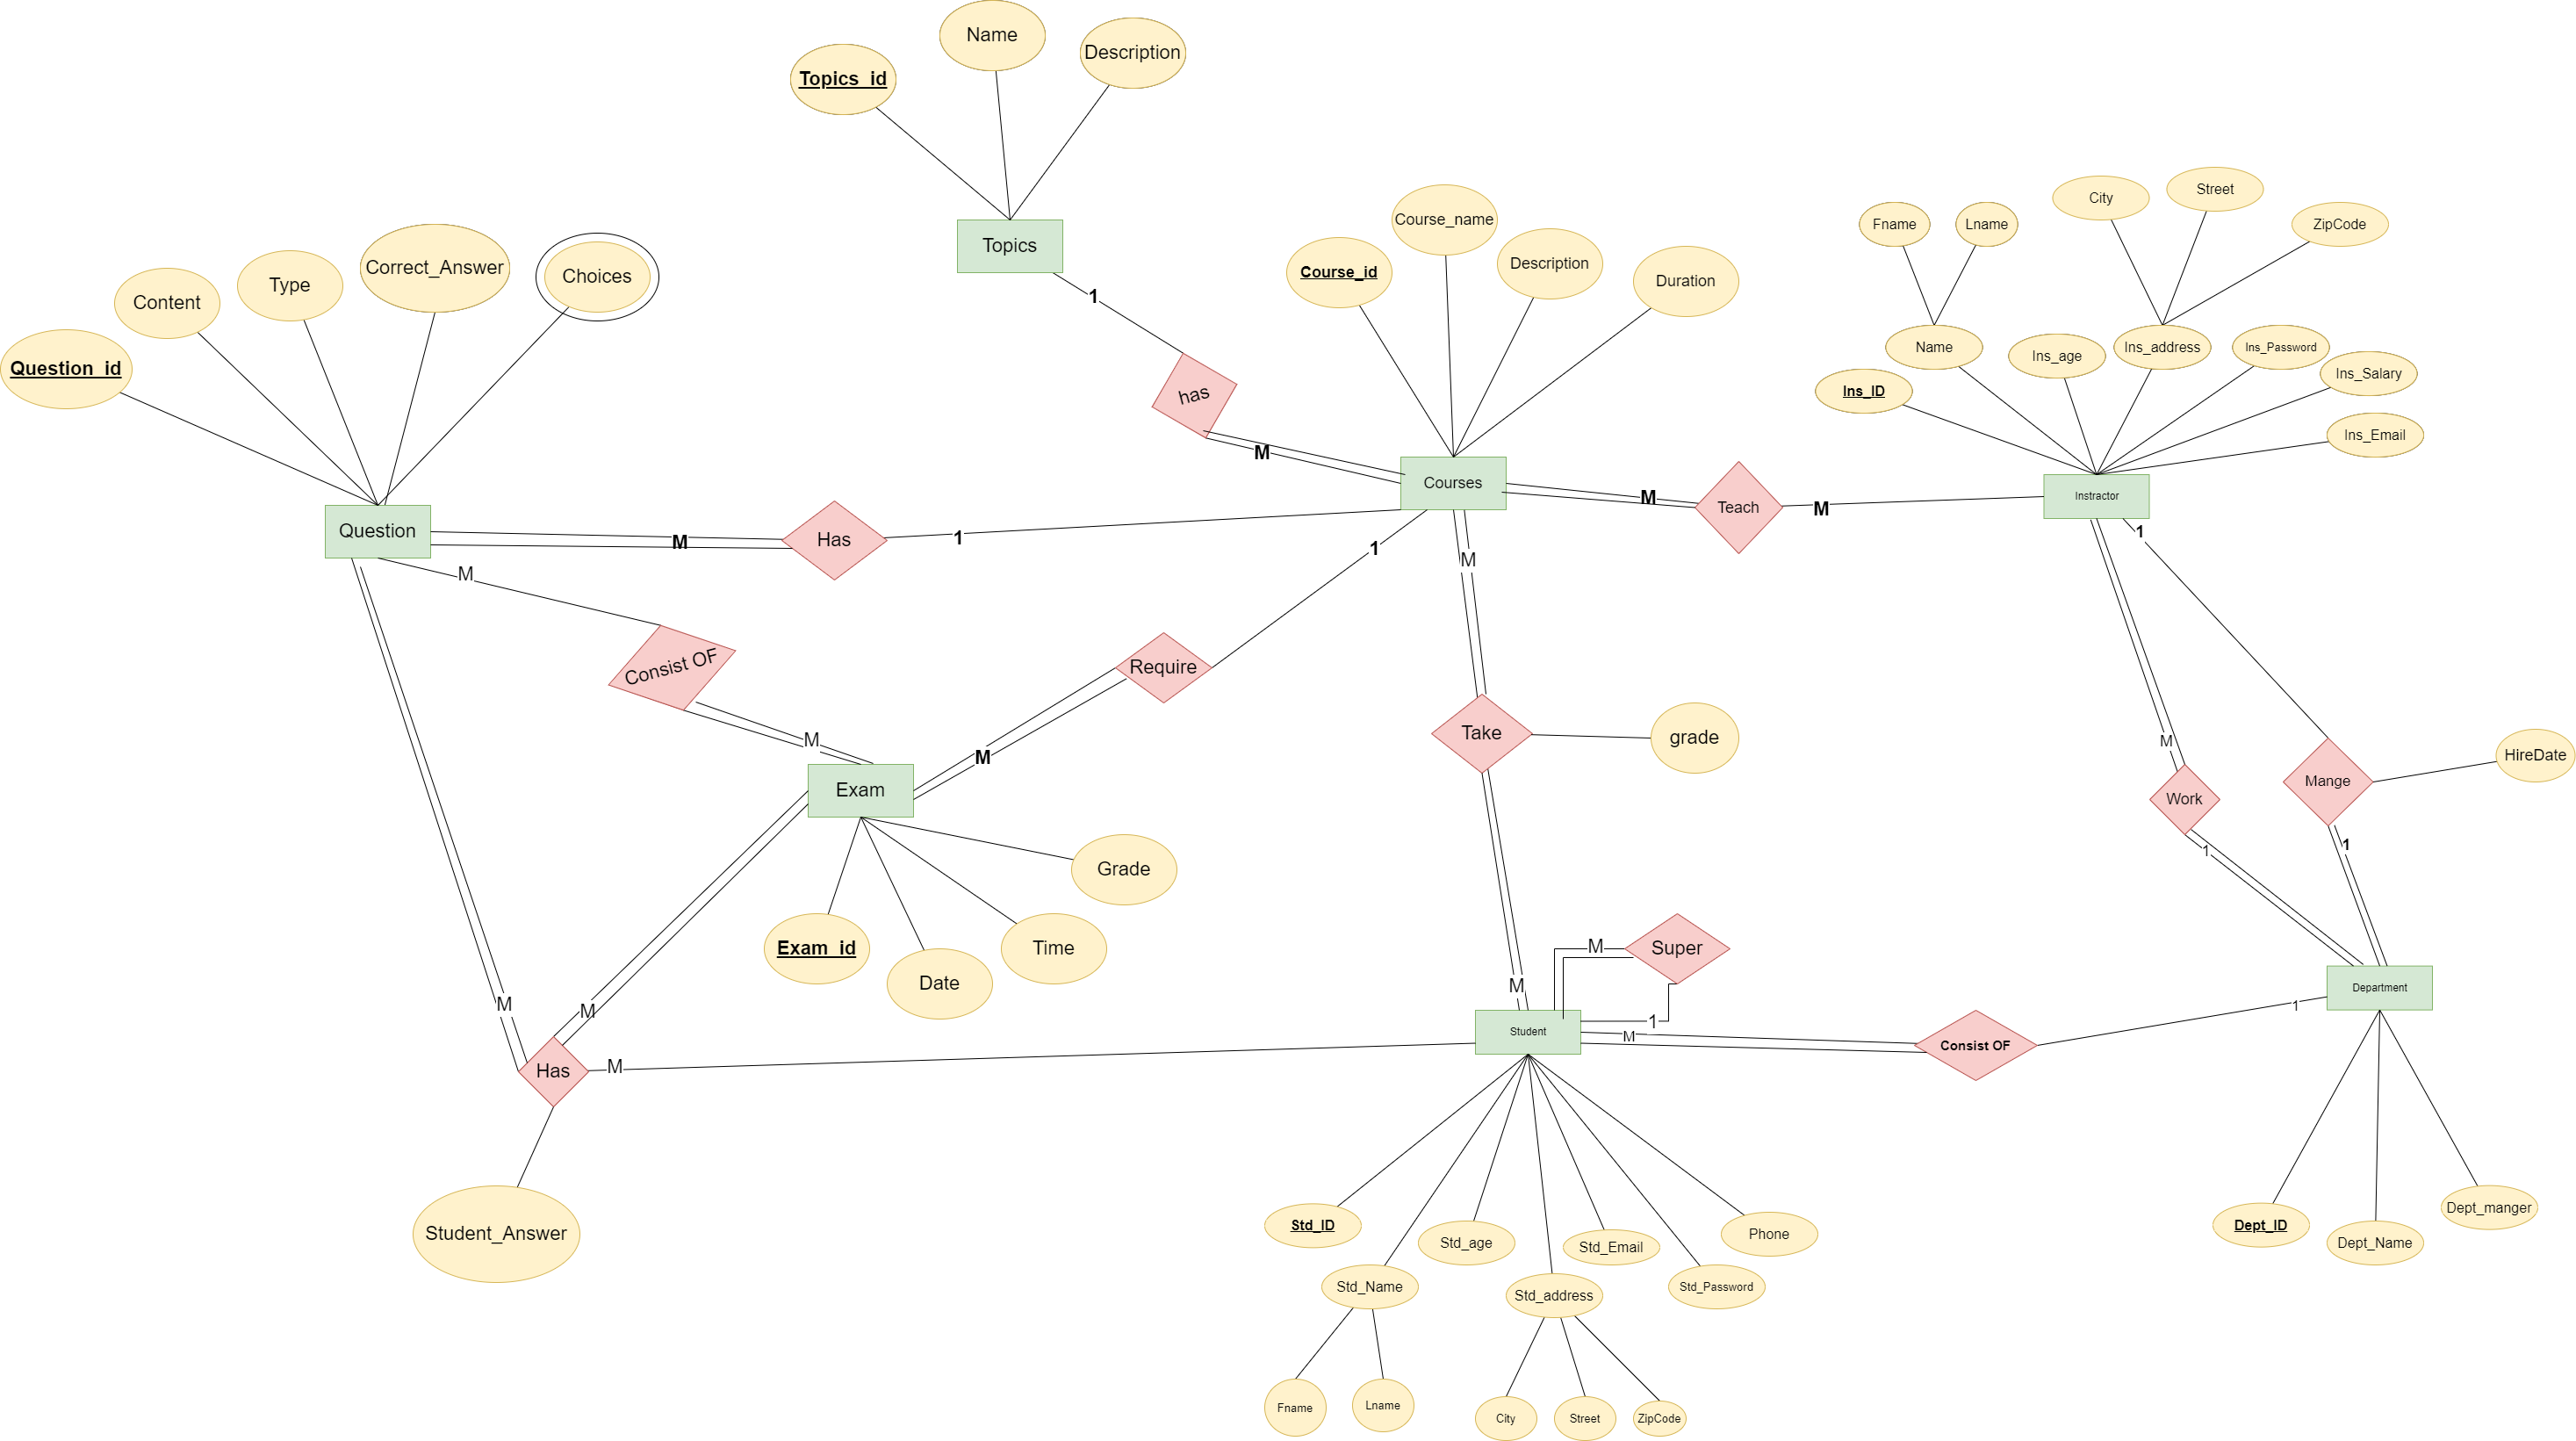 Name
Description
Topics_id
Topics
1
has
M
Course_name
Course_id
Description
Duration
Courses
Correct_Answer
Choices
Type
Content
Question_id
Question
M
Has
1
M
Consist OF
M
1
Require
M
Exam
Grade
Exam_id
Date
Time
M
M
Has
M
Student_Answer
M
Teach
M
City
Street
ZipCode
Fname
Lname
Name
Ins_age
Ins_address
Ins_Password
Ins_Salary
Ins_ID
Ins_Email
Instractor
1
M
Work
1
Mange
HireDate
1
Department
1
Dept_ID
Dept_Name
Dept_manger
M
Take
grade
M
M
Super
1
Student
M
Consist OF
Std_ID
Std_age
Std_Email
Phone
Std_Name
Std_address
Std_Password
Fname
Lname
City
Street
ZipCode